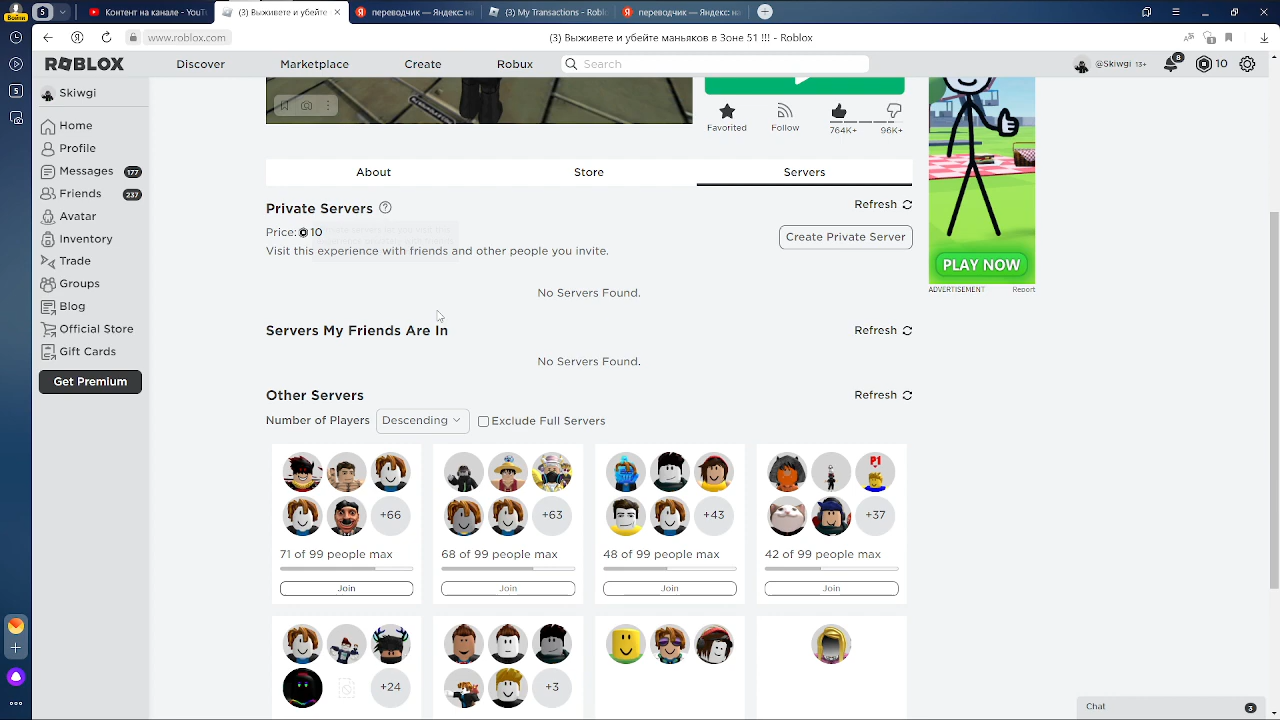 5
Контент на канале - YouTu
(3) Выживете и убейте ма
переводчик — Яндекс на
(3) My Transactions - Robl
переводчик — Яндекс на
www.roblox.com
(3) Выживете и убейте маньяков в Зоне 51 !!! - Roblox
ROBLOX
Discover
Marketplace
Create
Robux
Search
@Skiwgi 13+
8
10
Skiwgi
Home
Profile
Messages 177
Friends 237
Avatar
Inventory
Trade
Groups
Blog
Official Store
Gift Cards
Get Premium
Favorited
Follow
764K+
96K+
About
Store
Servers
Private Servers
Refresh
Price: 10
Create Private Server
Visit this experience with friends and other people you invite.
No Servers Found.
Servers My Friends Are In
Refresh
No Servers Found.
Other Servers
Refresh
Number of Players
Descending
Exclude Full Servers
+66
+63
+43
P1
+37
71 of 99 people max
68 of 99 people max
48 of 99 people max
42 of 99 people max
Join
Join
Join
Join
+24
+3
PLAY NOW
ADVERTISEMENT
Report
Chat
3
5